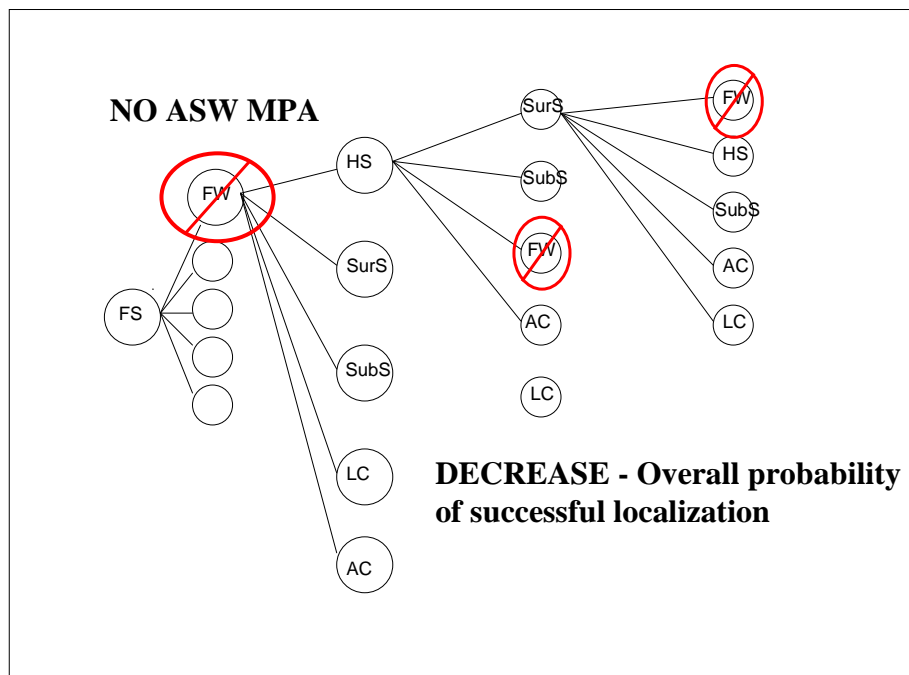 NO ASW MPA
FS
FW
HS
SurS
SubS
LC
AC
SurS
SubS
FW
AC
LC
FW
HS
SubS
AC
LC
DECREASE - Overall probability
of successful localization